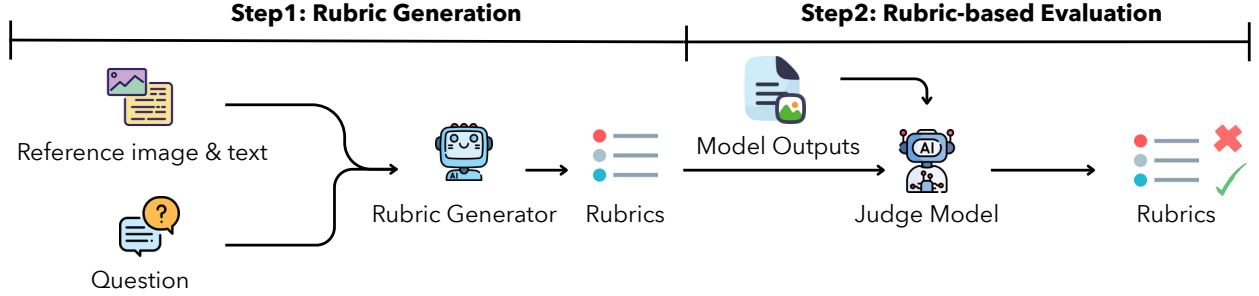 Step1: Rubric Generation
Step2: Rubric-based Evaluation
Reference image & text
Question
AI
Rubric Generator
Rubrics
Model Outputs
AI
Judge Model
Rubrics